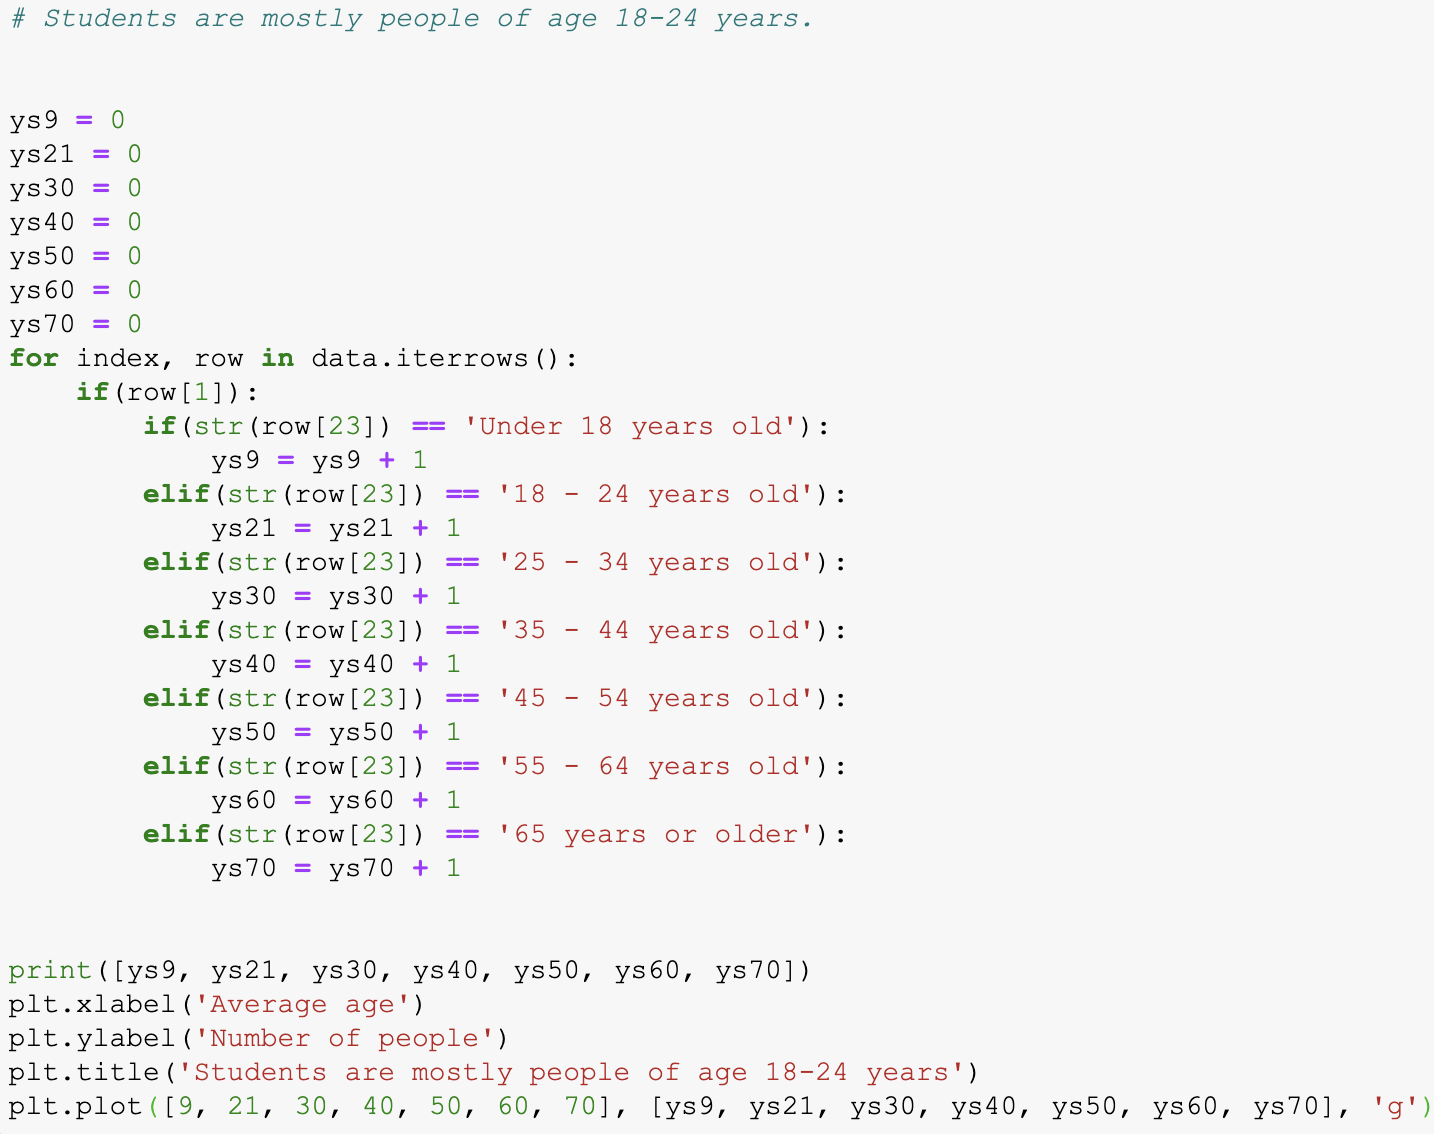 # Students are mostly people of age 18-24 years.
ys9 = 0
ys21 = 0
ys30 = 0
ys40 = 0
ys50 = 0
ys60 = 0
ys70 = 0
for index, row in data.iterrows():
    if(row[1]):
        if(str(row[23]) == 'Under 18 years old'):
            ys9 = ys9 + 1
        elif(str(row[23]) == '18 - 24 years old'):
            ys21 = ys21 + 1
        elif(str(row[23]) == '25 - 34 years old'):
            ys30 = ys30 + 1
        elif(str(row[23]) == '35 - 44 years old'):
            ys40 = ys40 + 1
        elif(str(row[23]) == '45 - 54 years old'):
            ys50 = ys50 + 1
        elif(str(row[23]) == '55 - 64 years old'):
            ys60 = ys60 + 1
        elif(str(row[23]) == '65 years or older'):
            ys70 = ys70 + 1
print([ys9, ys21, ys30, ys40, ys50, ys60, ys70])
plt.xlabel('Average age')
plt.ylabel('Number of people')
plt.title('Students are mostly people of age 18-24 years')
plt.plot([9, 21, 30, 40, 50, 60, 70], [ys9, ys21, ys30, ys40, ys50, ys60, ys70], 'g')